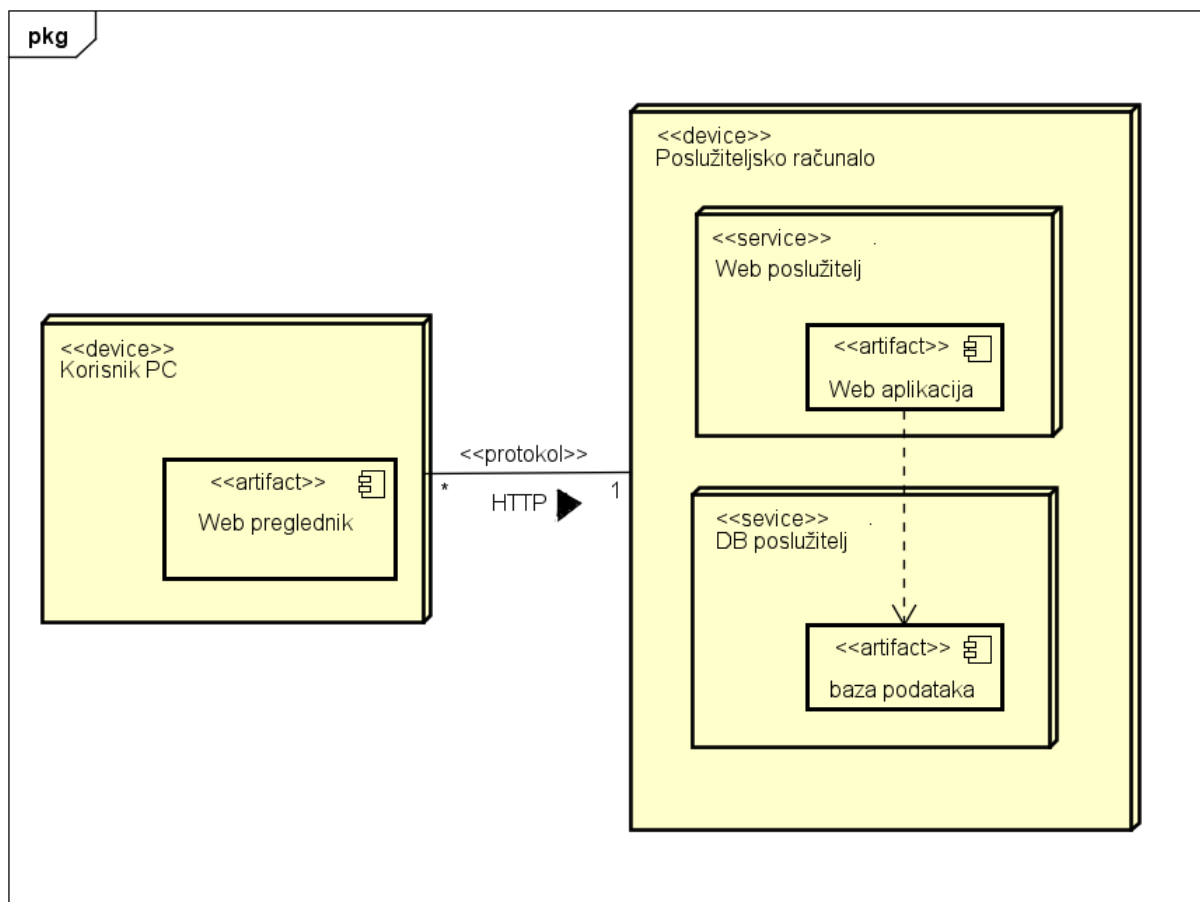 pkg
<<device>>
Korisnik PC
<<artifact>>
Web preglednik
<<protokol>>
*
HTTP
1
<<device>>
Poslužiteljsko računalo
<<service>>
Web poslužitelj
<<artifact>>
Web aplikacija
<<sevice>>
DB poslužitelj
<<artifact>>
baza podataka